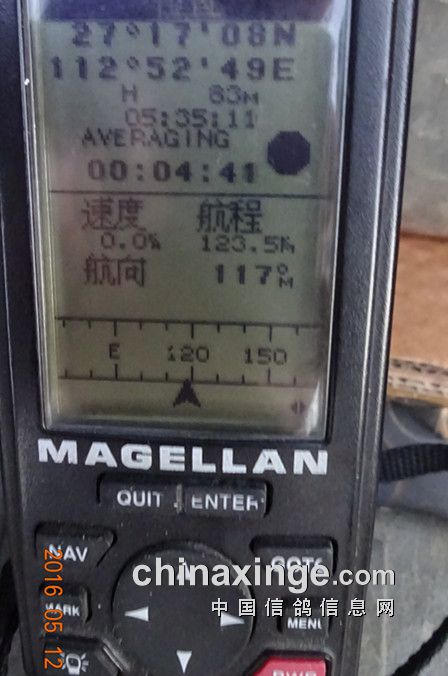 27°17'08N
112°52'49E
H 83M
05:35:11
AVERAGING
00:04:41
速度 航程
0.0 123.5
航向 117°M
E 120 150
MAGELLAN
QUIT ENTER
NAV GOTO
MARK MENU
PWR
chinaxinge.com
中国信鸽信息网
2016 05 12